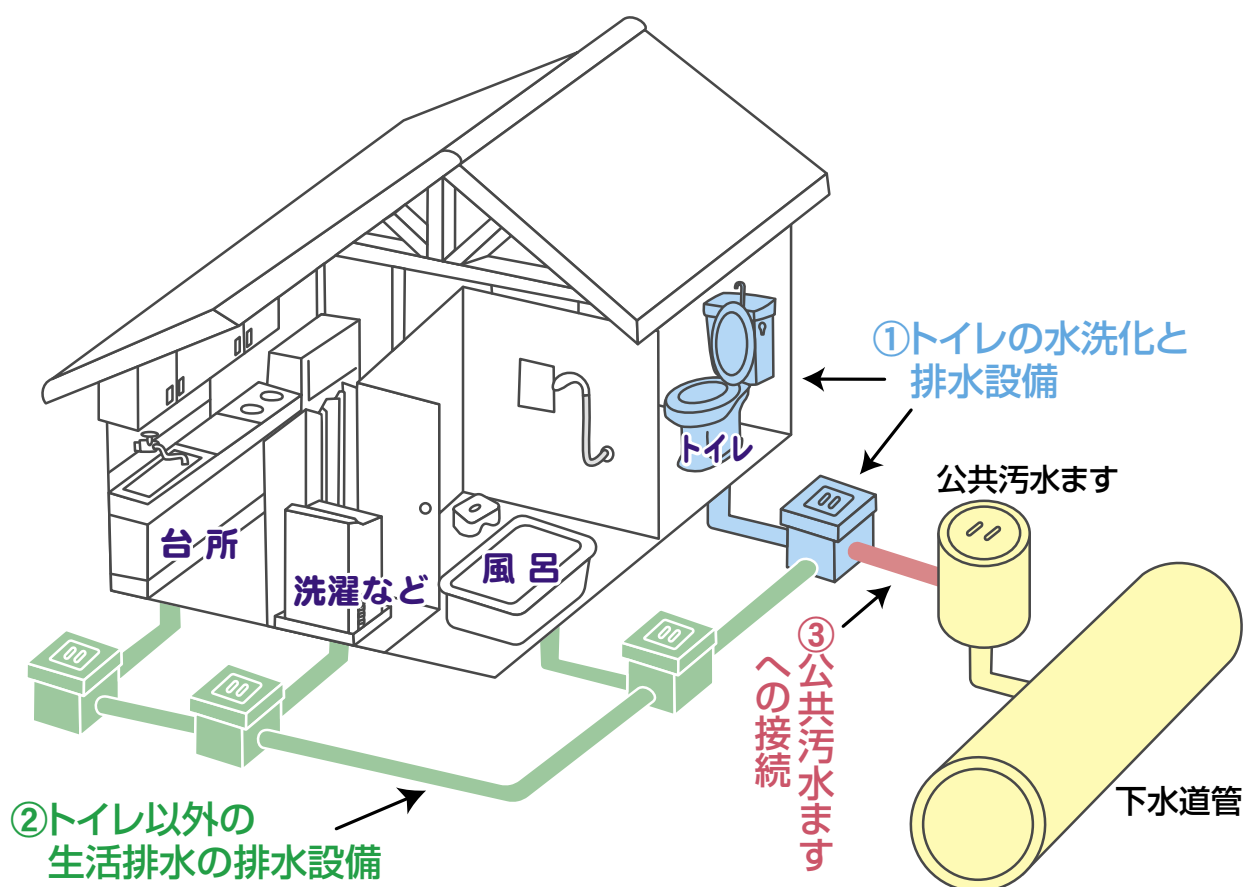 ①トイレの水洗化と
排水設備
公共汚水ます
トイレ
台所
洗濯など
風呂
③公共汚水ます
への接続
下水道管
②トイレ以外の
生活排水の排水設備